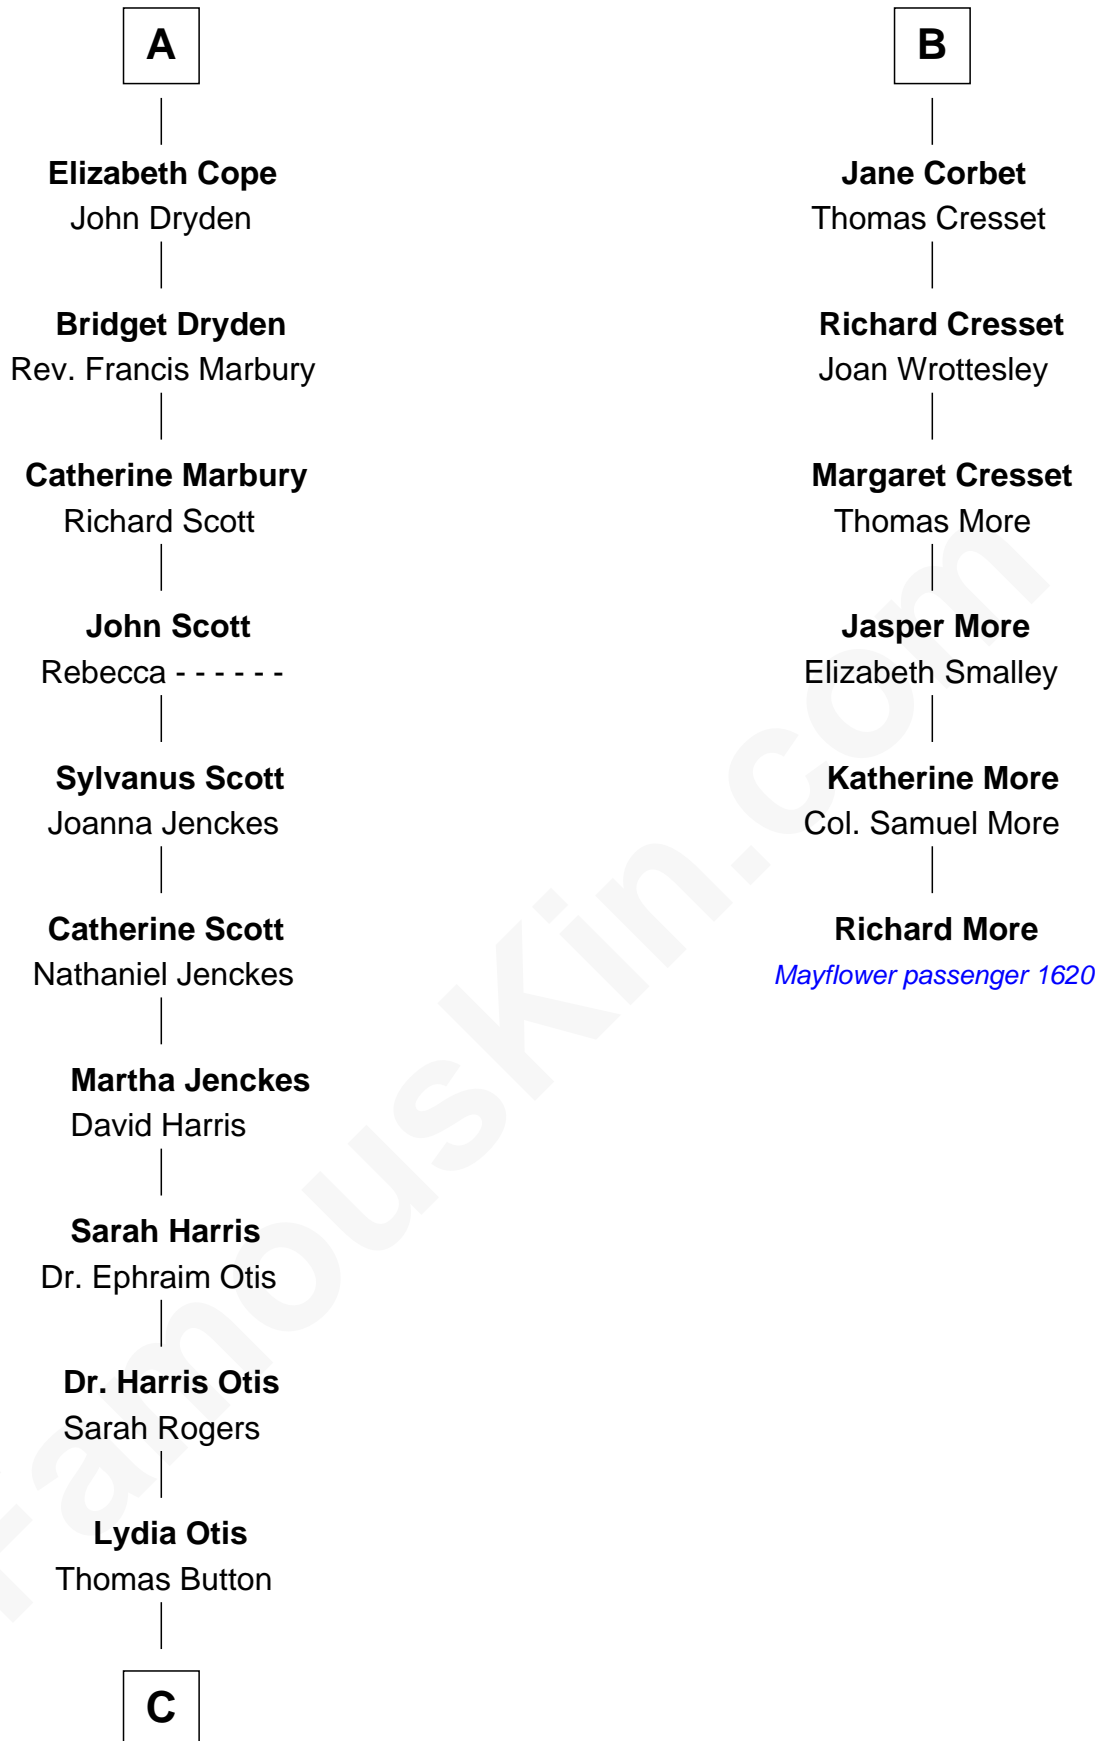 A
Elizabeth Cope
John Dryden
Bridget Dryden
Rev. Francis Marbury
Catherine Marbury
Richard Scott
John Scott
Rebecca - - - - - -
Sylvanus Scott
Joanna Jenckes
Catherine Scott
Nathaniel Jenckes
Martha Jenckes
David Harris
Sarah Harris
Dr. Ephraim Otis
Dr. Harris Otis
Sarah Rogers
Lydia Otis
Thomas Button
C
B
Jane Corbet
Thomas Cresset
Richard Cresset
Joan Wrottesley
Margaret Cresset
Thomas More
Jasper More
Elizabeth Smalley
Katherine More
Col. Samuel More
Richard More
Mayflower passenger 1620
FamousKin.com